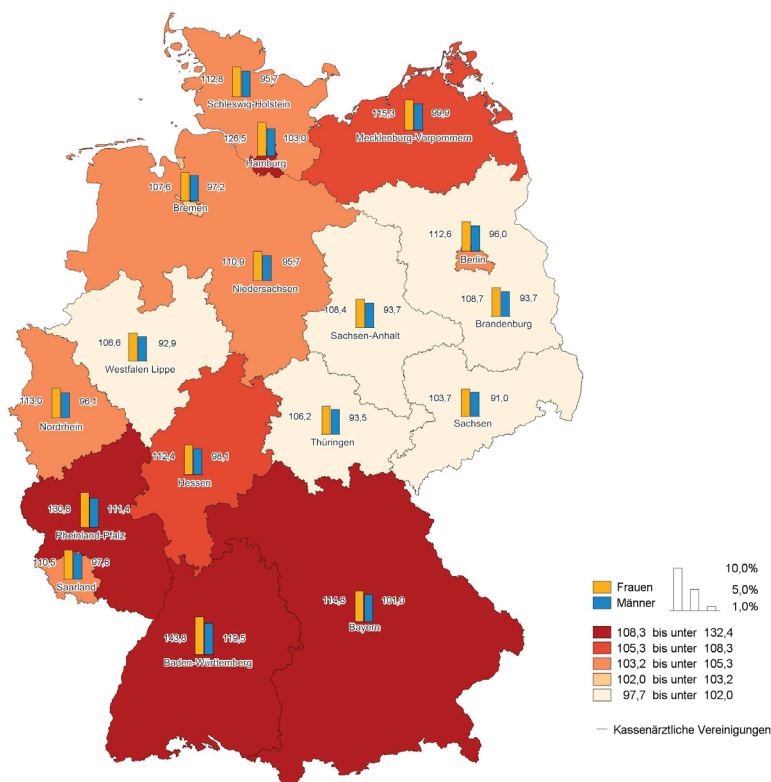 112,8 95,7
Schleswig-Holstein
115,3 99,9
Mecklenburg-Vorpommern
126,5 103,0
Hamburg
107,6 97,2
Bremen
112,6 96,0
Berlin
110,9 95,7
Niedersachsen
108,7 93,7
Brandenburg
108,4 93,7
Sachsen-Anhalt
106,6 92,9
Westfalen Lippe
113,0 96,1
Nordrhein
106,2 93,5
Thüringen
103,7 91,0
Sachsen
112,4 98,1
Hessen
130,8 111,4
Rheinland-Pfalz
110,5 97,6
Saarland
143,8 119,5
Baden-Württemberg
114,8 101,0
Bayern
Frauen
Männer
10,0%
5,0%
1,0%
108,3 bis unter 132,4
105,3 bis unter 108,3
103,2 bis unter 105,3
102,0 bis unter 103,2
97,7 bis unter 102,0
Kassenärztliche Vereinigungen